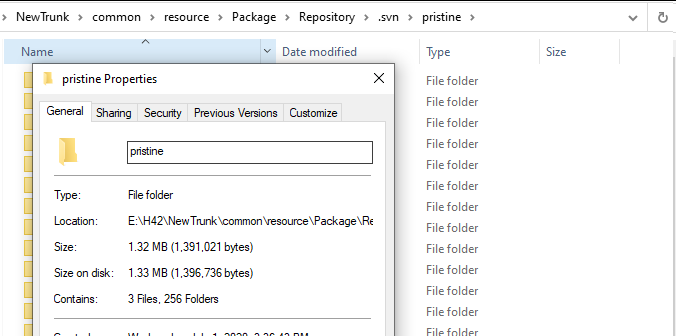 NewTrunk > common > resource > Package > Repository > .svn > pristine >
Name Date modified Type Size
pristine Properties
General Sharing Security Previous Versions Customize
pristine
Type: File folder
Location: E:\H42\NewTrunk\common\resource\Package\Re
Size: 1.32 MB (1,391,021 bytes)
Size on disk: 1.33 MB (1,396,736 bytes)
Contains: 3 Files, 256 Folders
File folder
File folder
File folder
File folder
File folder
File folder
File folder
File folder
File folder
File folder
File folder
File folder